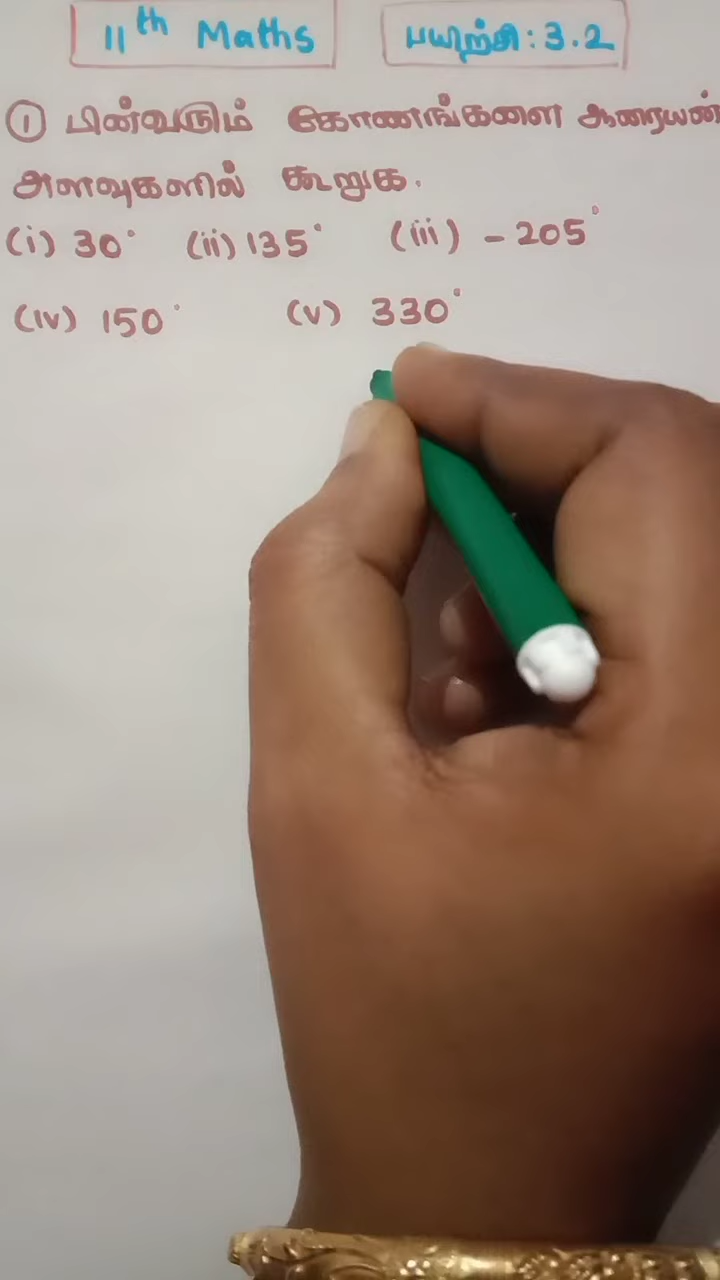 11th Maths பயிற்சி: 3.2
① பின்வரும் கோணங்களை ஆரையன்
அளவுகளில் கூறுக.
(i) 30° (ii) 135° (iii) -205°
(iv) 150° (v) 330°